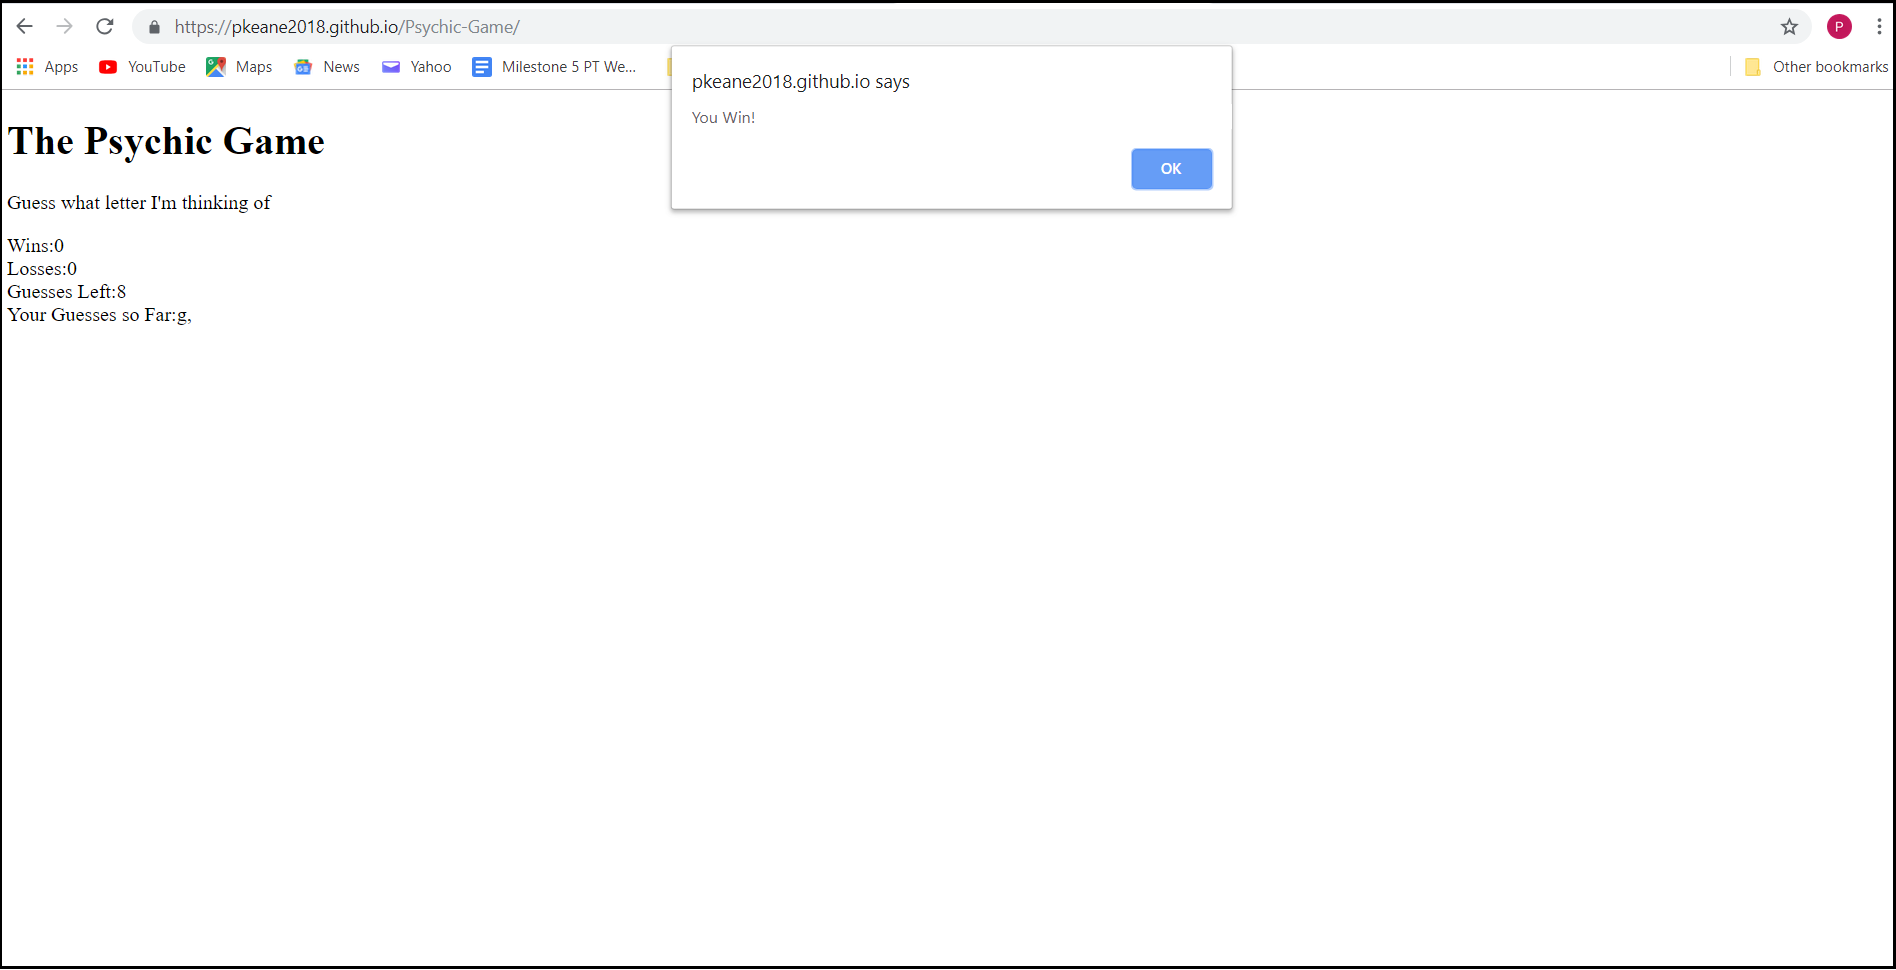 https://pkeane2018.github.io/Psychic-Game/
P
Apps
YouTube
Maps
News
Yahoo
Milestone 5 PT We...
Other bookmarks
pkeane2018.github.io says
You Win!
OK
The Psychic Game
Guess what letter I'm thinking of
Wins:0
Losses:0
Guesses Left:8
Your Guesses so Far:g,